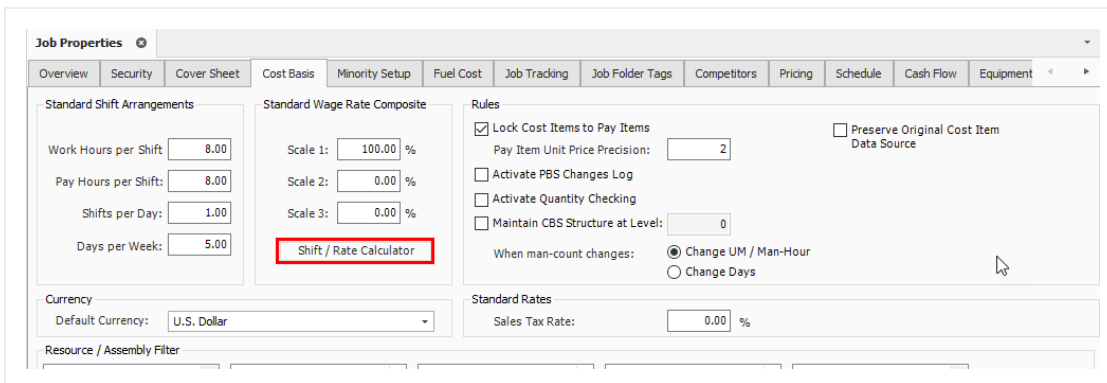 Job Properties
Overview Security Cover Sheet Cost Basis Minority Setup Fuel Cost Job Tracking Job Folder Tags Competitors Pricing Schedule Cash Flow Equipment
Standard Shift Arrangements
Work Hours per Shift 8.00
Pay Hours per Shift: 8.00
Shifts per Day: 1.00
Days per Week: 5.00
Standard Wage Rate Composite
Scale 1: 100.00 %
Scale 2: 0.00 %
Scale 3: 0.00 %
Shift / Rate Calculator
Rules
Lock Cost Items to Pay Items
Pay Item Unit Price Precision: 2
Activate PBS Changes Log
Activate Quantity Checking
Maintain CBS Structure at Level: 0
When man-count changes: Change UM / Man-Hour
Change Days
Preserve Original Cost Item
Data Source
Currency
Default Currency: U.S. Dollar
Standard Rates
Sales Tax Rate: 0.00 %
Resource / Assembly Filter